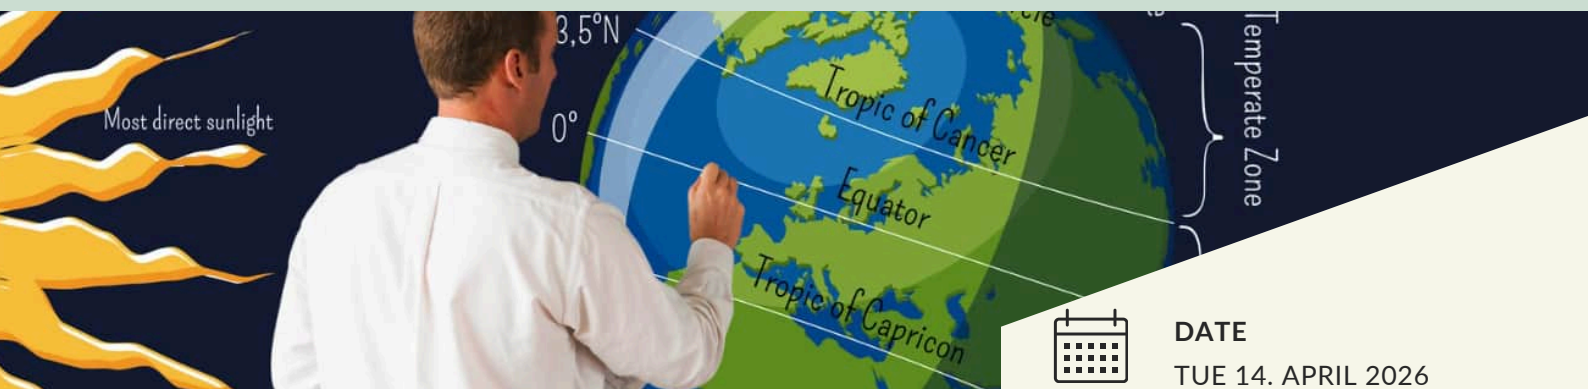 3,5°N
Most direct sunlight
0°
Tropic of Cancer
Equator
Tropic of Capricon
Temperate Zone
DATE
TUE 14. APRIL 2026